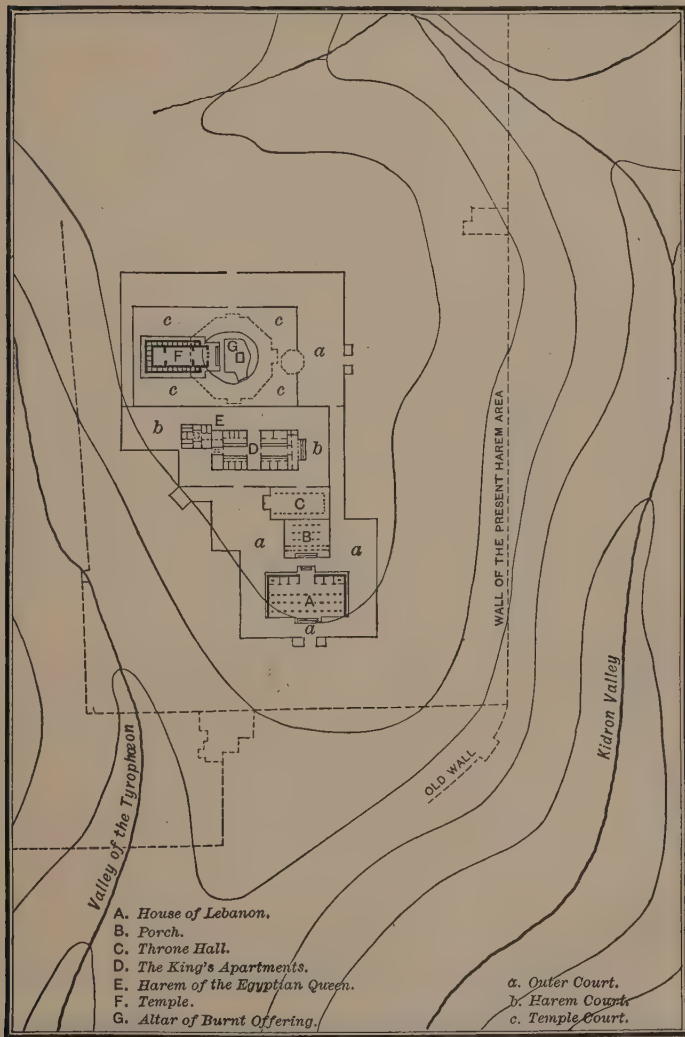 c
c
a
F
G
c
c
b
E
D
b
C
B
a
a
A
a
WALL OF THE PRESENT HAREM AREA
OLD WALL
Kidron Valley
Valley of the Tyrophœon
A. House of Lebanon.
B. Porch.
C. Throne Hall.
D. The King's Apartments.
E. Harem of the Egyptian Queen.
F. Temple.
G. Altar of Burnt Offering.
a. Outer Court.
b. Harem Court.
c. Temple Court.